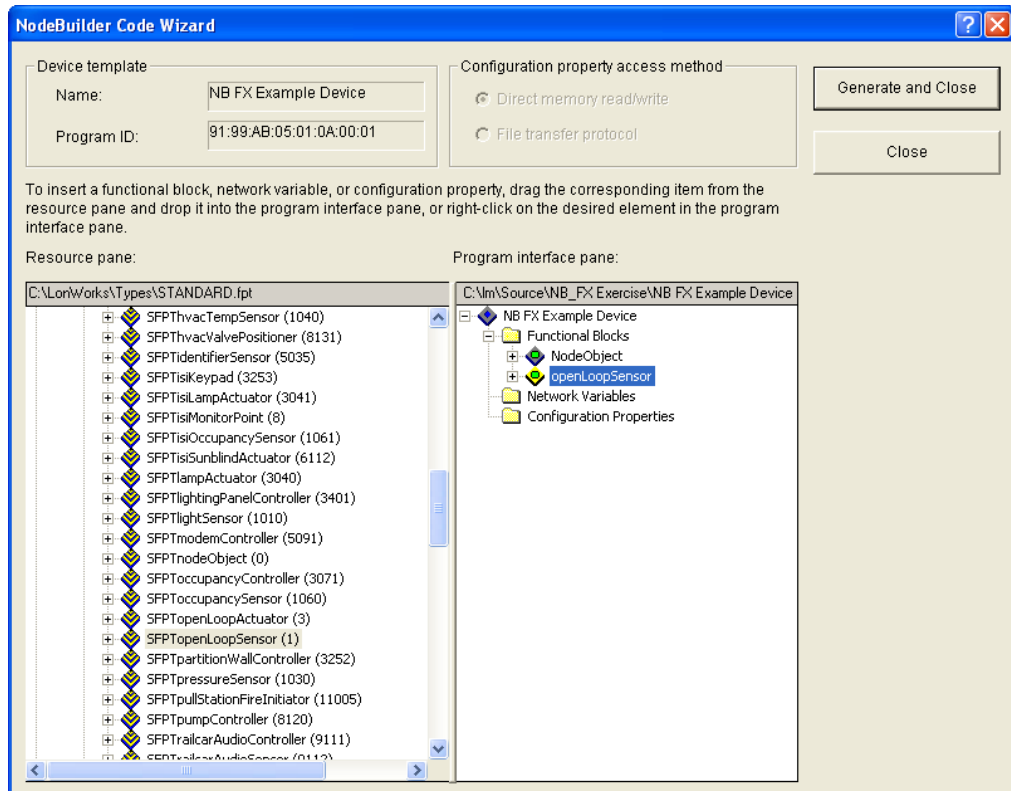 NodeBuilder Code Wizard
Device template
Name:
NB FX Example Device
Program ID:
91:99:AB:05:01:0A:00:01
Configuration property access method
Direct memory read/write
File transfer protocol
Generate and Close
Close
To insert a functional block, network variable, or configuration property, drag the corresponding item from the
resource pane and drop it into the program interface pane, or right-click on the desired element in the program
interface pane.
Resource pane:
C:\LonWorks\Types\STANDARD.fpt
SFPThvacTempSensor (1040)
SFPThvacValvePositioner (8131)
SFPTidentifierSensor (5035)
SFPTisiKeypad (3253)
SFPTisiLampActuator (3041)
SFPTisiMonitorPoint (8)
SFPTisiOccupancySensor (1061)
SFPTisiSunblindActuator (6112)
SFPTlampActuator (3040)
SFPTlightingPanelController (3401)
SFPTlightSensor (1010)
SFPTmodemController (5091)
SFPTnodeObject (0)
SFPToccupancyController (3071)
SFPToccupancySensor (1060)
SFPTopenLoopActuator (3)
SFPTopenLoopSensor (1)
SFPTpartitionWallController (3252)
SFPTpressureSensor (1030)
SFPTpullStationFireInitiator (11005)
SFPTpumpController (8120)
SFPTrailcarAudioController (9111)
SFPTrailcarAudioSensor (9112)
Program interface pane:
C:\lm\Source\NB_FX Exercise\NB FX Example Device
NB FX Example Device
Functional Blocks
NodeObject
openLoopSensor
Network Variables
Configuration Properties